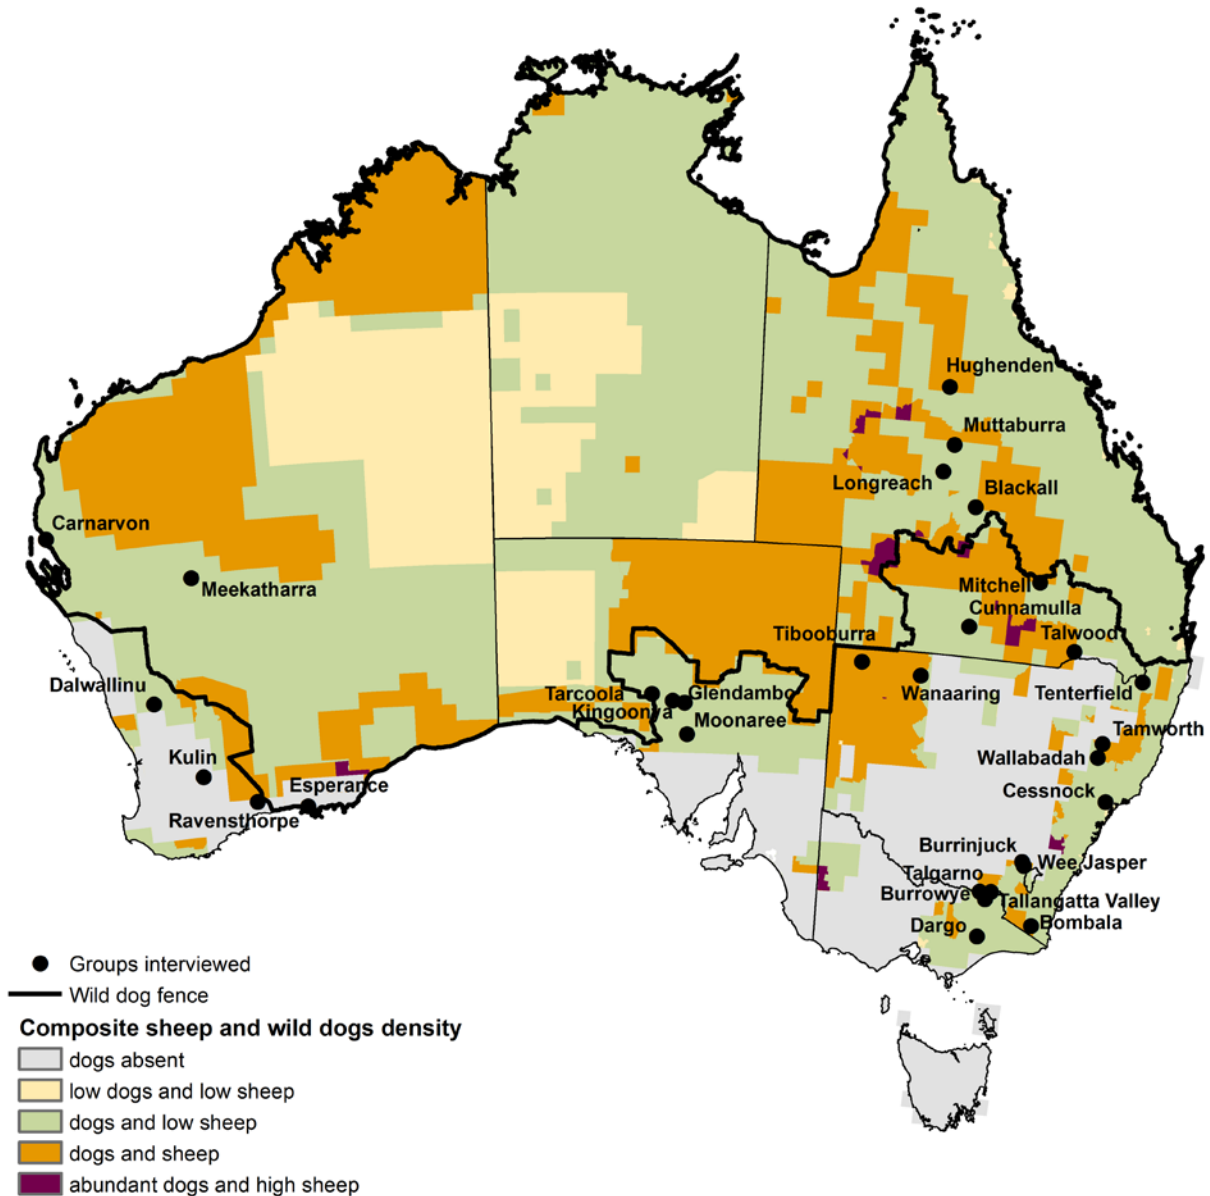 Hughenden
Muttaburra
Longreach
Blackall
Carnarvon
Meekatharra
Mitchell
Cunnamulla
Tibooburra
Talwood
Dalwallinu
Tarcoola
Glendambo
Wanaaring
Tenterfield
Kingoonya
Moonaree
Tamworth
Kulin
Wallabadah
Esperance
Cessnock
Ravensthorpe
Burrinjuck
Wee Jasper
Talgarno
Burrowye
Tallangatta Valley
Dargo
Bombala
Groups interviewed
Wild dog fence
Composite sheep and wild dogs density
dogs absent
low dogs and low sheep
dogs and low sheep
dogs and sheep
abundant dogs and high sheep